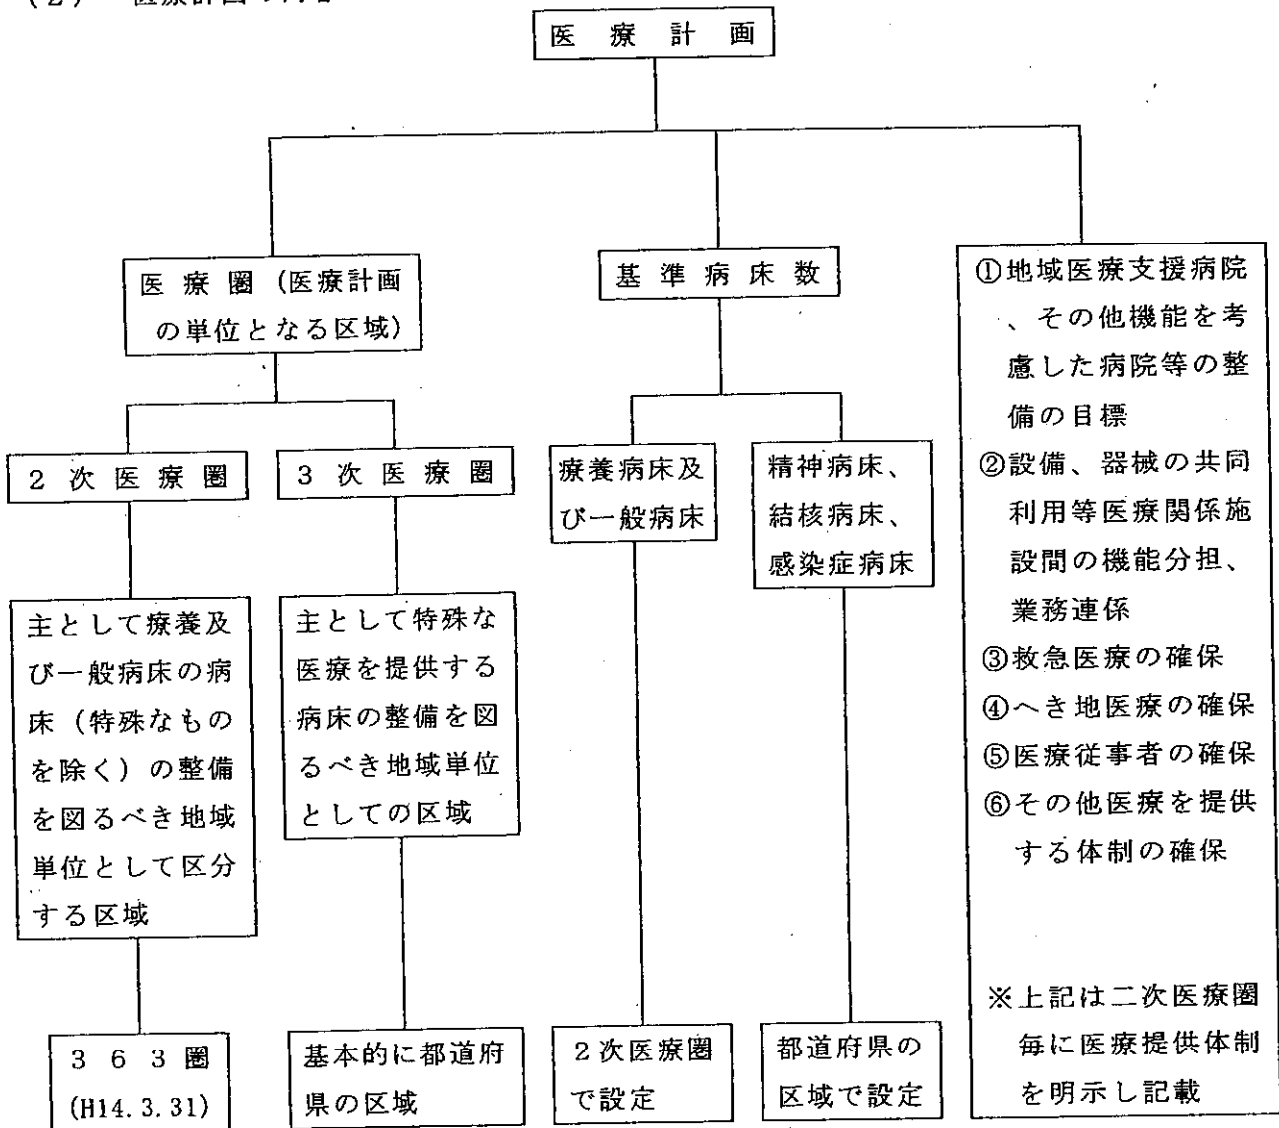 (2) 医療計画の内容
医療計画
医療圏(医療計画
の単位となる区域)
2次医療圏
主として療養及
び一般病床の病
床(特殊なもの
を除く)の整備
を図るべき地域
単位として区分
する区域
363圏
(H14.3.31)
3次医療圏
主として特殊な
医療を提供する
病床の整備を図
るべき地域単位
としての区域
基本的に都道府
県の区域
基準病床数
療養病床及
び一般病床
2次医療圏
で設定
精神病床、
結核病床、
感染症病床
都道府県の
区域で設定
①地域医療支援病院
、その他機能を考
慮した病院等の整
備の目標
②設備、器械の共同
利用等医療関係施
設間の機能分担、
業務連係
③救急医療の確保
④へき地医療の確保
⑤医療従事者の確保
⑥その他医療を提供
する体制の確保
※上記は二次医療圏
毎に医療提供体制
を明示し記載